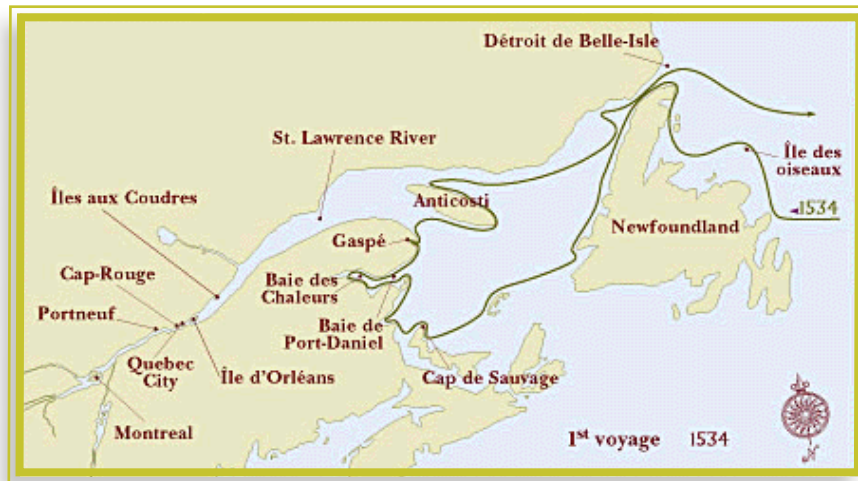 Détroit de Belle-Isle
St. Lawrence River
Île des
oiseaux
Îles aux Coudres
Anticosti
1534
Gaspé
Newfoundland
Cap-Rouge
Baie des
Chaleurs
Portneuf
Baie de
Port-Daniel
Quebec
City
Île d'Orléans
Cap de Sauvage
Montreal
1st voyage 1534
N